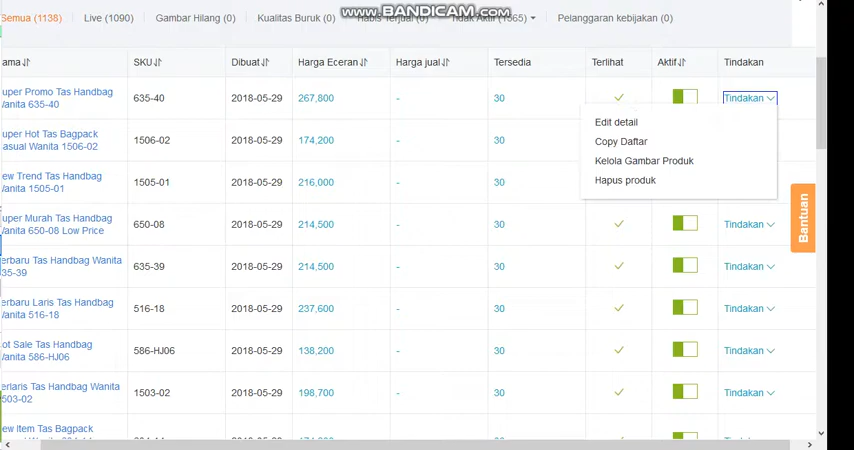 Semua (1138) Live (1090) Gambar Hilang (0) Kualitas Buruk (0) Habis Terjual (0) Tidak Aktif (1365) Pelanggaran kebijakan (0)
www.BANDICAM.com
ama SKU Dibuat Harga Eceran Harga jual Tersedia Terlihat Aktif Tindakan
uper Promo Tas Handbag
Wanita 635-40 635-40 2018-05-29 267,800 - 30 Tindakan
Edit detail
Copy Daftar
Kelola Gambar Produk
Hapus produk
uper Hot Tas Bagpack
asual Wanita 1506-02 1506-02 2018-05-29 174,200 - 30
ew Trend Tas Handbag
Wanita 1505-01 1505-01 2018-05-29 216,000 - 30
uper Murah Tas Handbag
Wanita 650-08 Low Price 650-08 2018-05-29 214,500 - 30 Tindakan
erbaru Tas Handbag Wanita
35-39 635-39 2018-05-29 214,500 - 30 Tindakan
erbaru Laris Tas Handbag
Wanita 516-18 516-18 2018-05-29 237,600 - 30 Tindakan
ot Sale Tas Handbag
Wanita 586-HJ06 586-HJ06 2018-05-29 138,200 - 30 Tindakan
erlaris Tas Handbag Wanita
503-02 1503-02 2018-05-29 198,700 - 30 Tindakan
ew Item Tas Bagpack
Bantuan